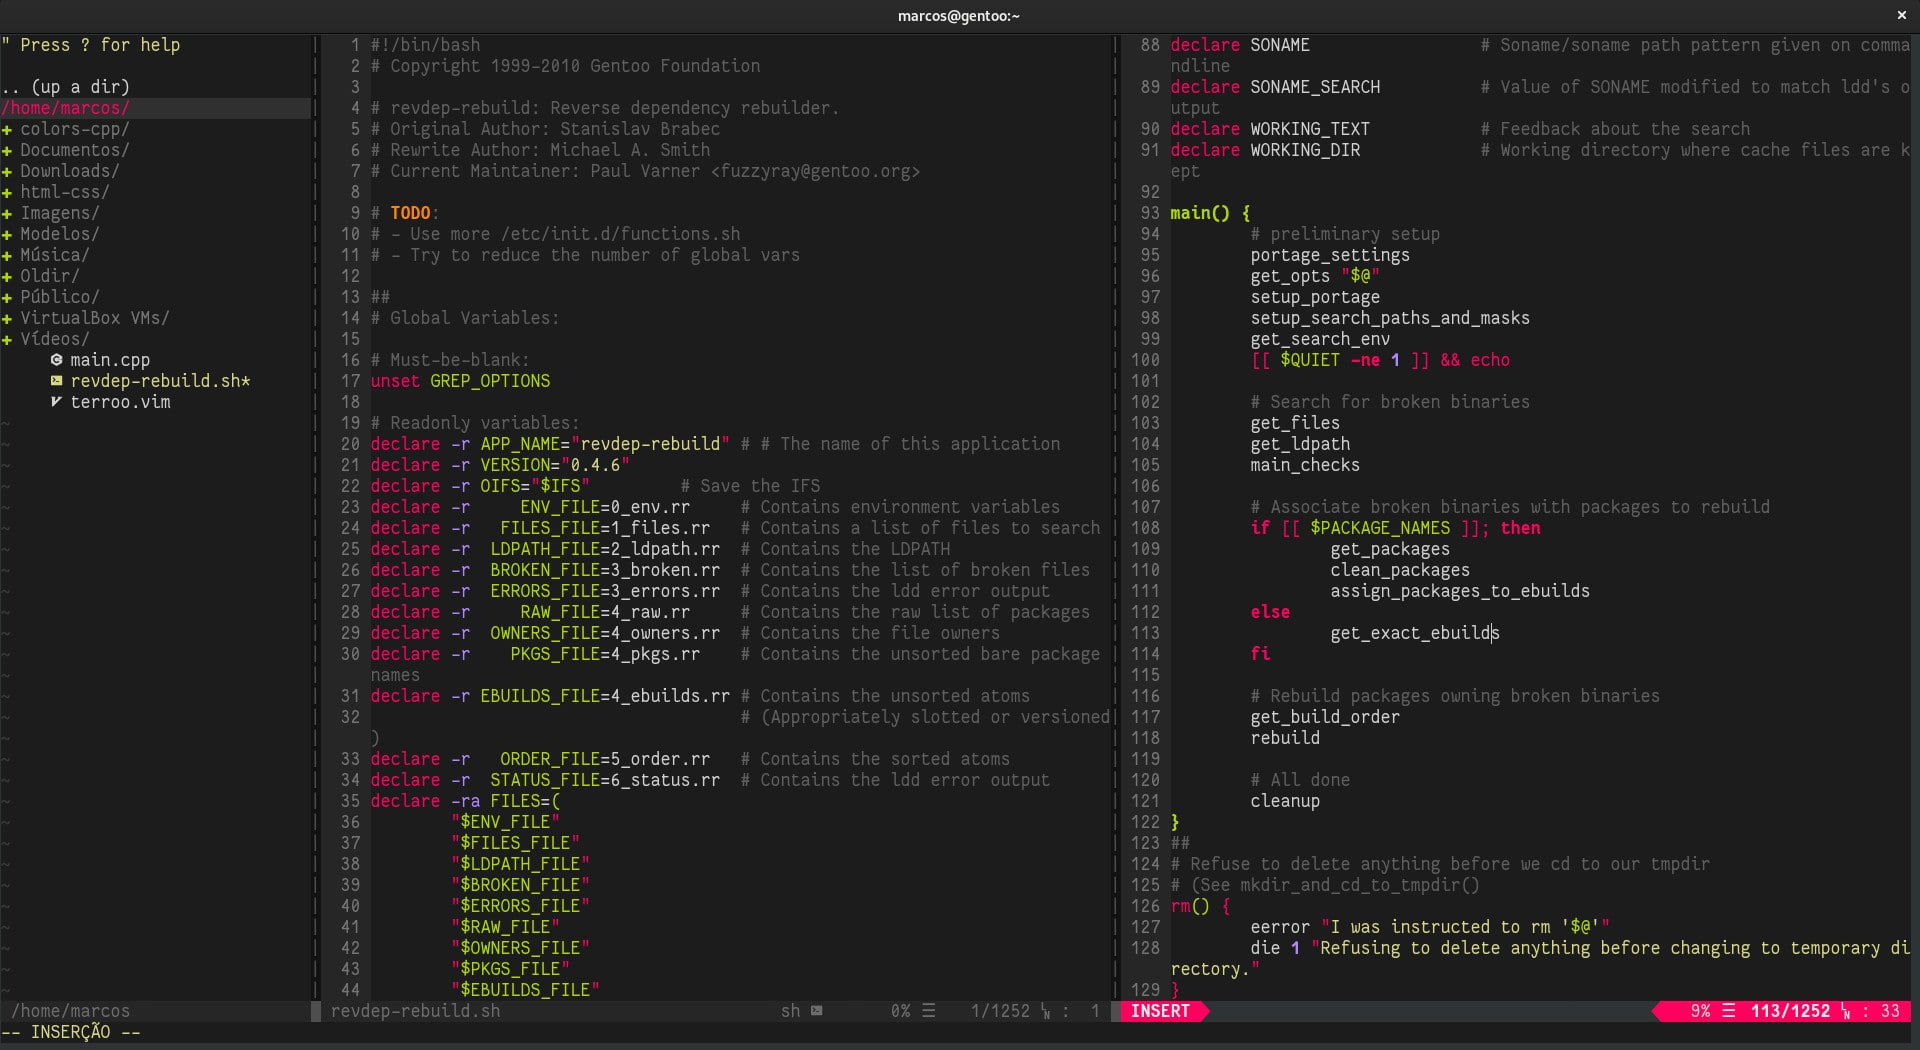 marcos@gentoo:~
" Press ? for help
.. (up a dir)
/home/marcos/
+ colors-cpp/
+ Documentos/
+ Downloads/
+ html-css/
+ Imagens/
+ Modelos/
+ Música/
+ Oldir/
+ Público/
+ VirtualBox VMs/
+ Vídeos/
main.cpp
revdep-rebuild.sh*
terroo.vim
/home/marcos
1 #!/bin/bash
2 # Copyright 1999-2010 Gentoo Foundation
3
4 # revdep-rebuild: Reverse dependency rebuilder.
5 # Original Author: Stanislav Brabec
6 # Rewrite Author: Michael A. Smith
7 # Current Maintainer: Paul Varner <fuzzyray@gentoo.org>
8
9 # TODO:
10 # - Use more /etc/init.d/functions.sh
11 # - Try to reduce the number of global vars
12
13 ##
14 # Global Variables:
15
16 # Must-be-blank:
17 unset GREP_OPTIONS
18
19 # Readonly variables:
20 declare -r APP_NAME="revdep-rebuild" # # The name of this application
21 declare -r VERSION="0.4.6"
22 declare -r OIFS="$IFS" # Save the IFS
23 declare -r ENV_FILE=0_env.rr # Contains environment variables
24 declare -r FILES_FILE=1_files.rr # Contains a list of files to search
25 declare -r LDPATH_FILE=2_ldpath.rr # Contains the LDPATH
26 declare -r BROKEN_FILE=3_broken.rr # Contains the list of broken files
27 declare -r ERRORS_FILE=3_errors.rr # Contains the ldd error output
28 declare -r RAW_FILE=4_raw.rr # Contains the raw list of packages
29 declare -r OWNERS_FILE=4_owners.rr # Contains the file owners
30 declare -r PKGS_FILE=4_pkgs.rr # Contains the unsorted bare package
names
31 declare -r EBUILDS_FILE=4_ebuilds.rr # Contains the unsorted atoms
32 # (Appropriately slotted or versioned
)
33 declare -r ORDER_FILE=5_order.rr # Contains the sorted atoms
34 declare -r STATUS_FILE=6_status.rr # Contains the ldd error output
35 declare -ra FILES=(
36 "$ENV_FILE"
37 "$FILES_FILE"
38 "$LDPATH_FILE"
39 "$BROKEN_FILE"
40 "$ERRORS_FILE"
41 "$RAW_FILE"
42 "$OWNERS_FILE"
43 "$PKGS_FILE"
44 "$EBUILDS_FILE"
revdep-rebuild.sh sh 0% ☰ 1/1252 : 1
88 declare SONAME # Soname/soname path pattern given on comma
ndline
89 declare SONAME_SEARCH # Value of SONAME modified to match ldd's o
utput
90 declare WORKING_TEXT # Feedback about the search
91 declare WORKING_DIR # Working directory where cache files are k
ept
92
93 main() {
94 # preliminary setup
95 portage_settings
96 get_opts "$@"
97 setup_portage
98 setup_search_paths_and_masks
99 get_search_env
100 [[ $QUIET -ne 1 ]] && echo
101
102 # Search for broken binaries
103 get_files
104 get_ldpath
105 main_checks
106
107 # Associate broken binaries with packages to rebuild
108 if [[ $PACKAGE_NAMES ]]; then
109 get_packages
110 clean_packages
111 assign_packages_to_ebuilds
112 else
113 get_exact_ebuilds
114 fi
115
116 # Rebuild packages owning broken binaries
117 get_build_order
118 rebuild
119
120 # All done
121 cleanup
122 }
123 ##
124 # Refuse to delete anything before we cd to our tmpdir
125 # (See mkdir_and_cd_to_tmpdir()
126 rm() {
127 eerror "I was instructed to rm '$@'"
128 die 1 "Refusing to delete anything before changing to temporary di
rectory."
129 }
INSERT 9% ☰ 113/1252 : 33
-- INSERÇÃO --